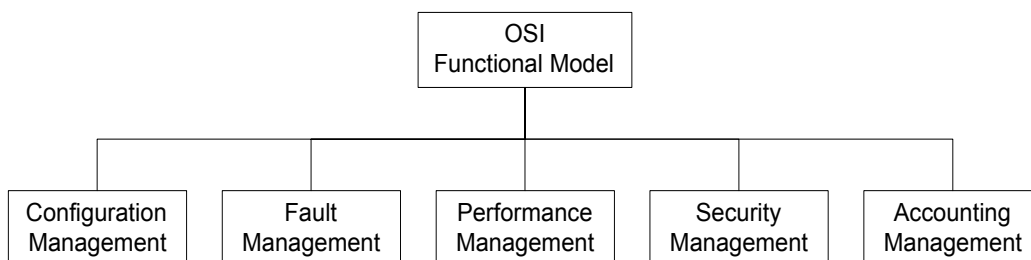 OSI
Functional Model
Configuration
Management
Fault
Management
Performance
Management
Security
Management
Accounting
Management